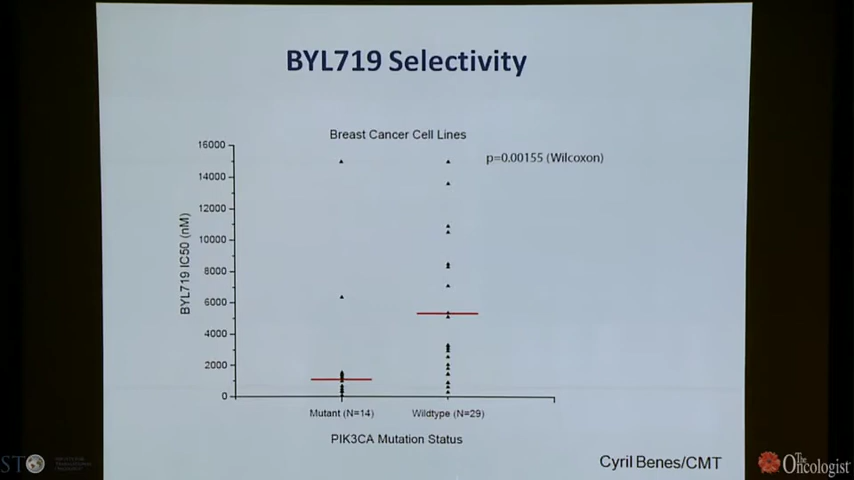 BYL719 Selectivity
Breast Cancer Cell Lines
p=0.00155 (Wilcoxon)
16000
14000
12000
10000
8000
6000
4000
2000
0
BYL719 IC50 (nM)
Mutant (N=14)
Wildtype (N=29)
PIK3CA Mutation Status
Cyril Benes/CMT
ST
The
Oncologist